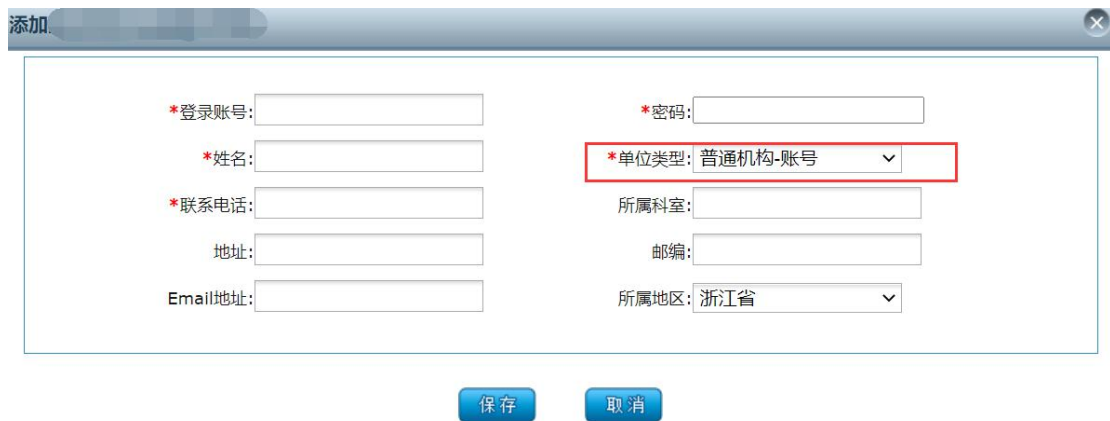 添加
*登录账号: *密码:
*姓名: *单位类型: 普通机构-账号
*联系电话: 所属科室:
地址: 邮编:
Email地址: 所属地区: 浙江省
保存 取消